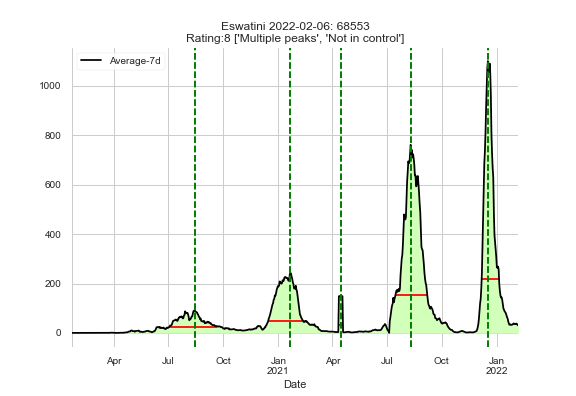 Eswatini 2022-02-06: 68553
Rating:8 ['Multiple peaks', 'Not in control']
Average-7d
1000
800
600
400
200
0
Apr Jul Oct Jan Apr Jul Oct Jan
2021 2022
Date